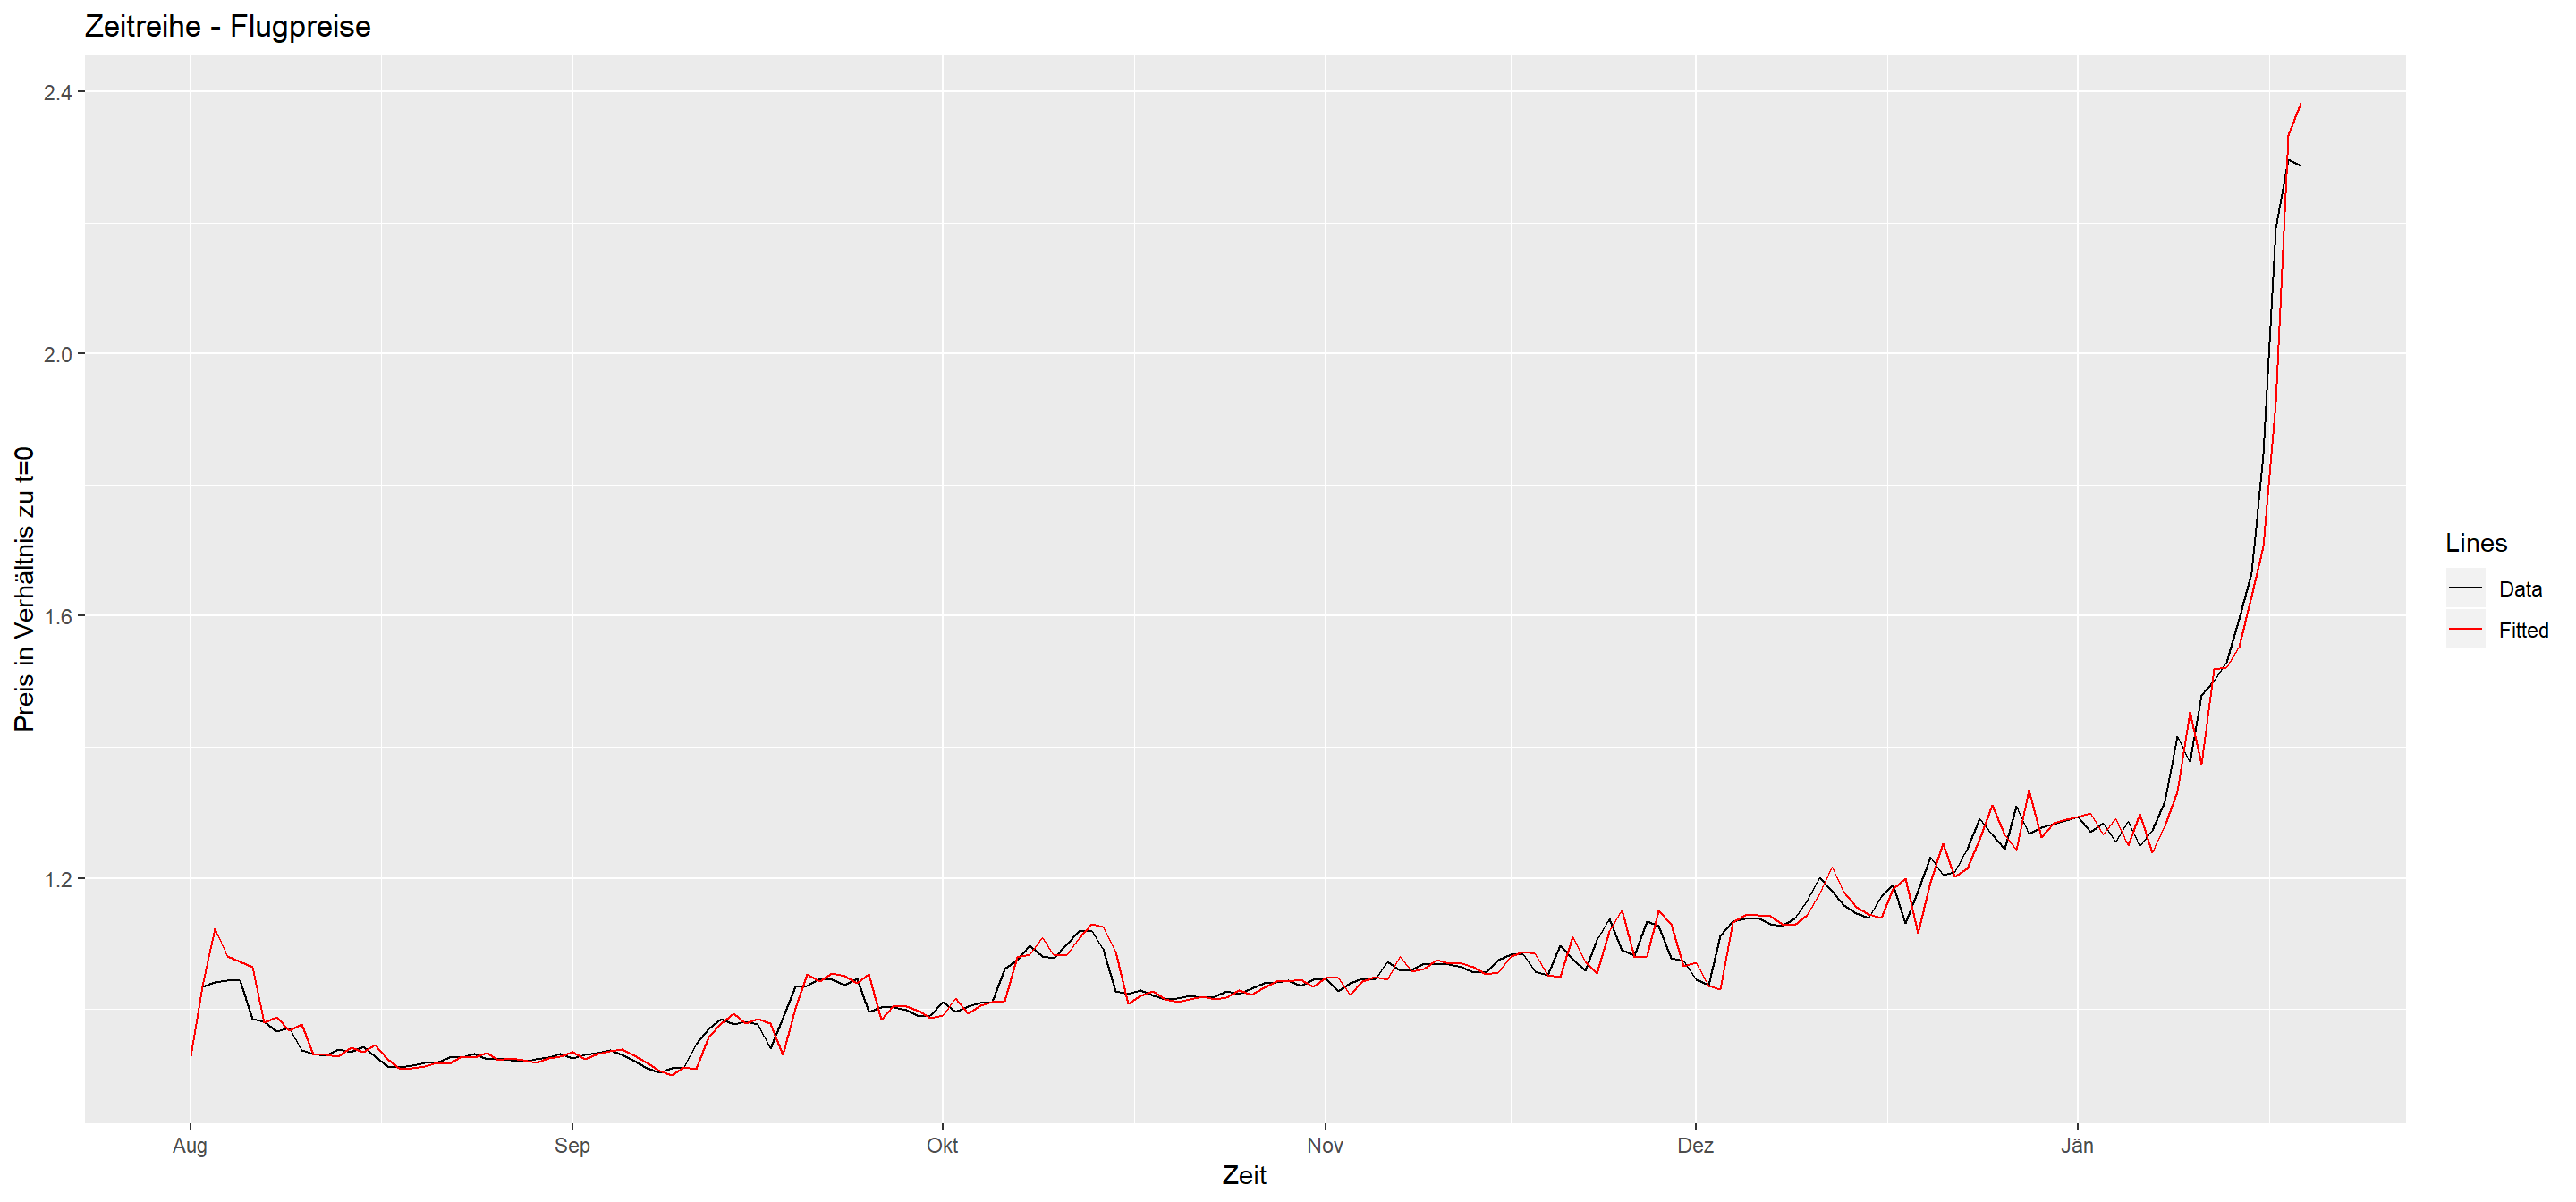 Zeitreihe - Flugpreise
2.4
2.0
1.6
1.2
Preis in Verhältnis zu t=0
Aug
Sep
Okt
Nov
Dez
Jän
Zeit
Lines
Data
Fitted